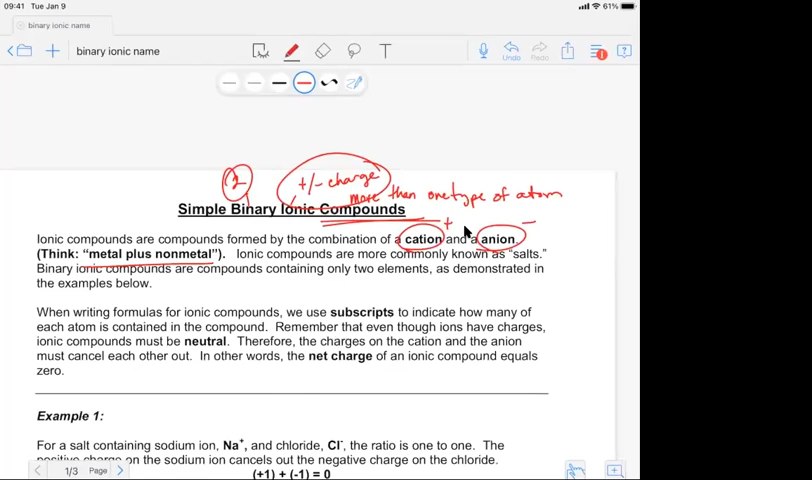 09:41 Tue Jan 9
61%
binary ionic name
binary ionic name
T
Undo
Redo
2
+/- charge
more than one type of atom
Simple Binary Ionic Compounds
+ −
Ionic compounds are compounds formed by the combination of a cation and a anion.
(Think: “metal plus nonmetal”). Ionic compounds are more commonly known as “salts.”
Binary ionic compounds are compounds containing only two elements, as demonstrated in
the examples below.
When writing formulas for ionic compounds, we use subscripts to indicate how many of
each atom is contained in the compound. Remember that even though ions have charges,
ionic compounds must be neutral. Therefore, the charges on the cation and the anion
must cancel each other out. In other words, the net charge of an ionic compound equals
zero.
Example 1:
For a salt containing sodium ion, Na⁺, and chloride, Cl⁻, the ratio is one to one. The
positive charge on the sodium ion cancels out the negative charge on the chloride.
1/3 Page
(+1) + (-1) = 0